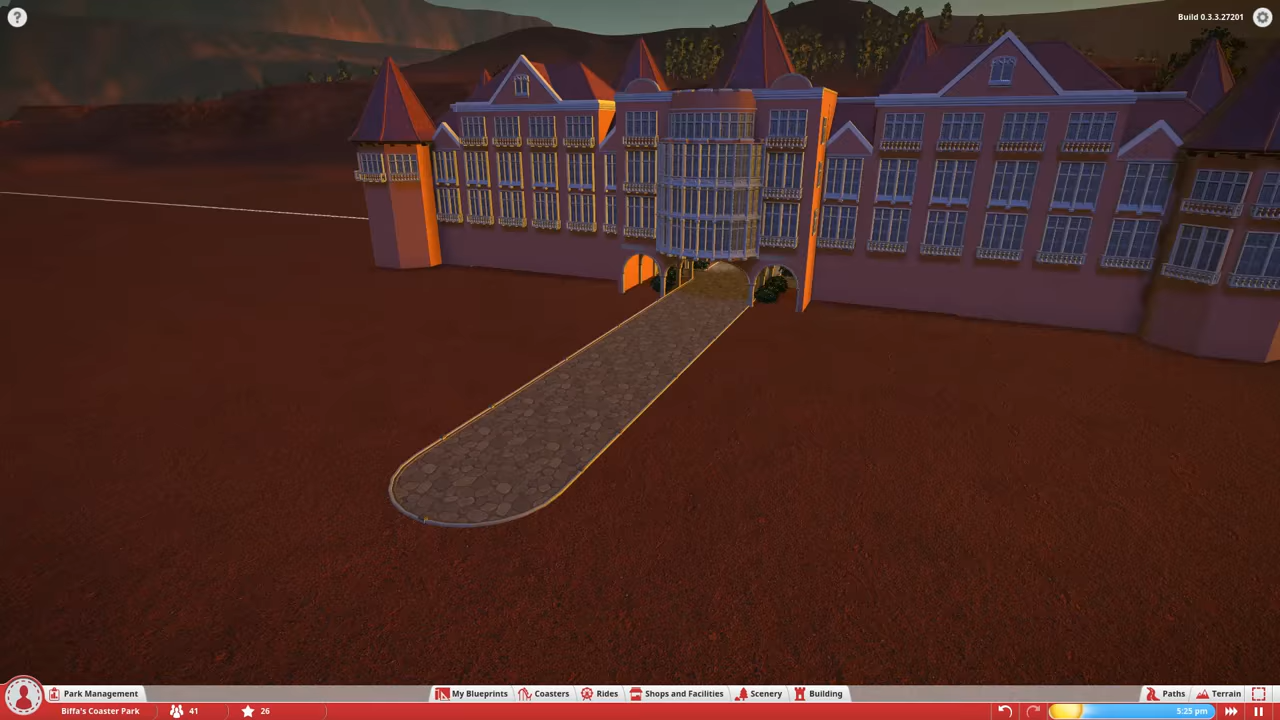 ?
Build 0.3.3.27201
Park Management
My Blueprints
Coasters
Rides
Shops and Facilities
Scenery
Building
Paths
Terrain
Biffa's Coaster Park
41
26
5:25 pm